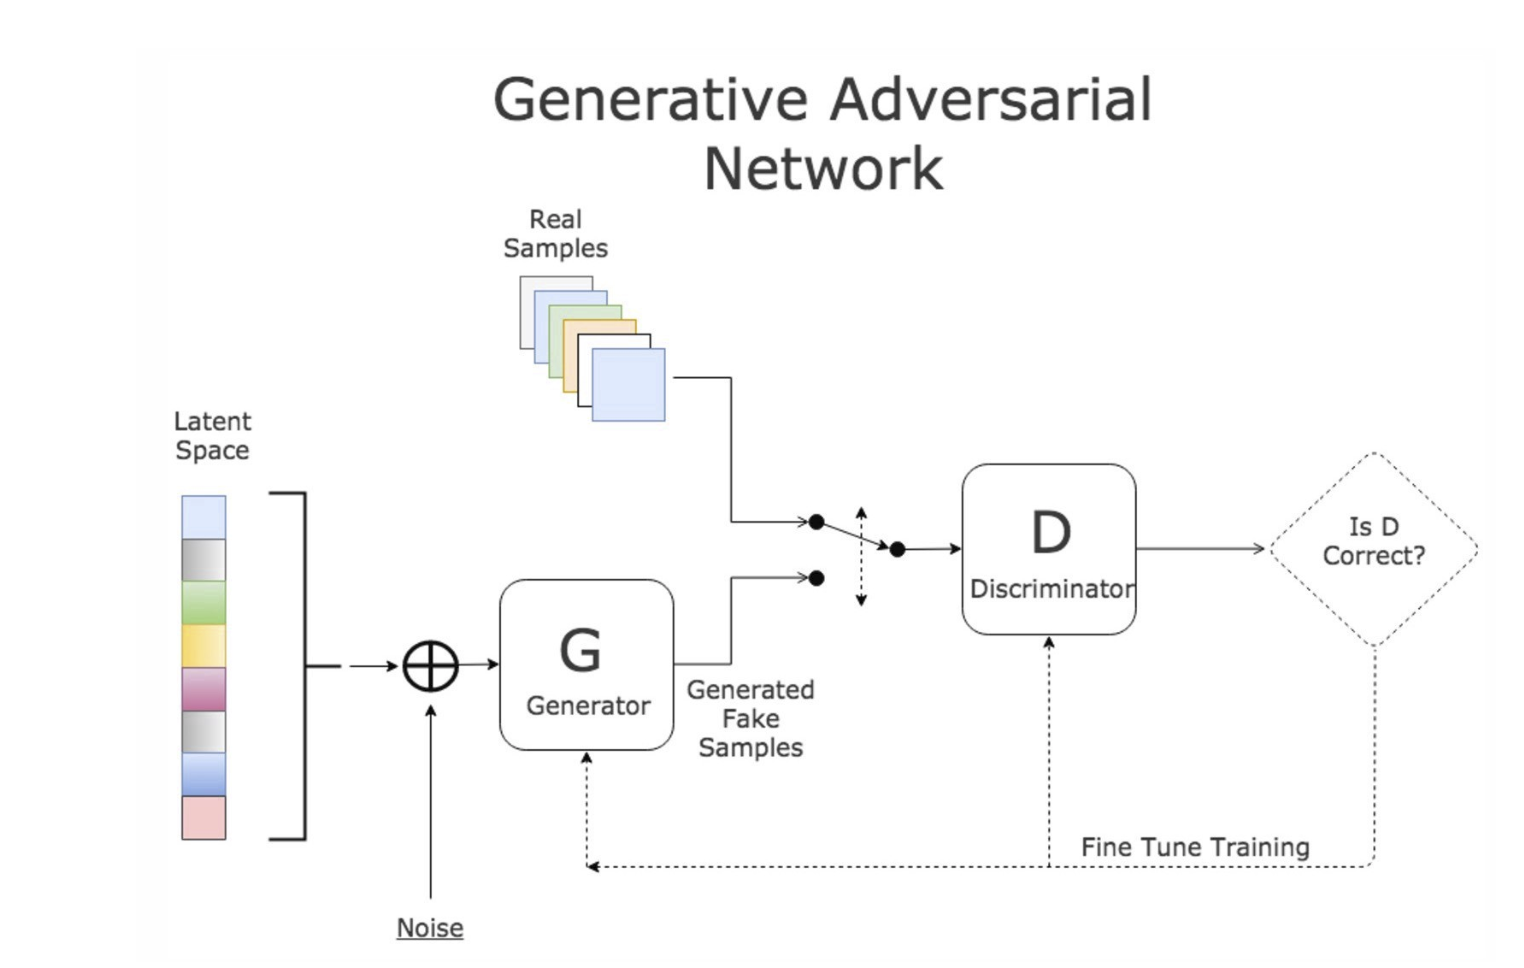 Generative Adversarial
Network
Real
Samples
Latent
Space
Is D
Correct?
D
Discriminator
G
Generator
Generated
Fake
Samples
Fine Tune Training
Noise